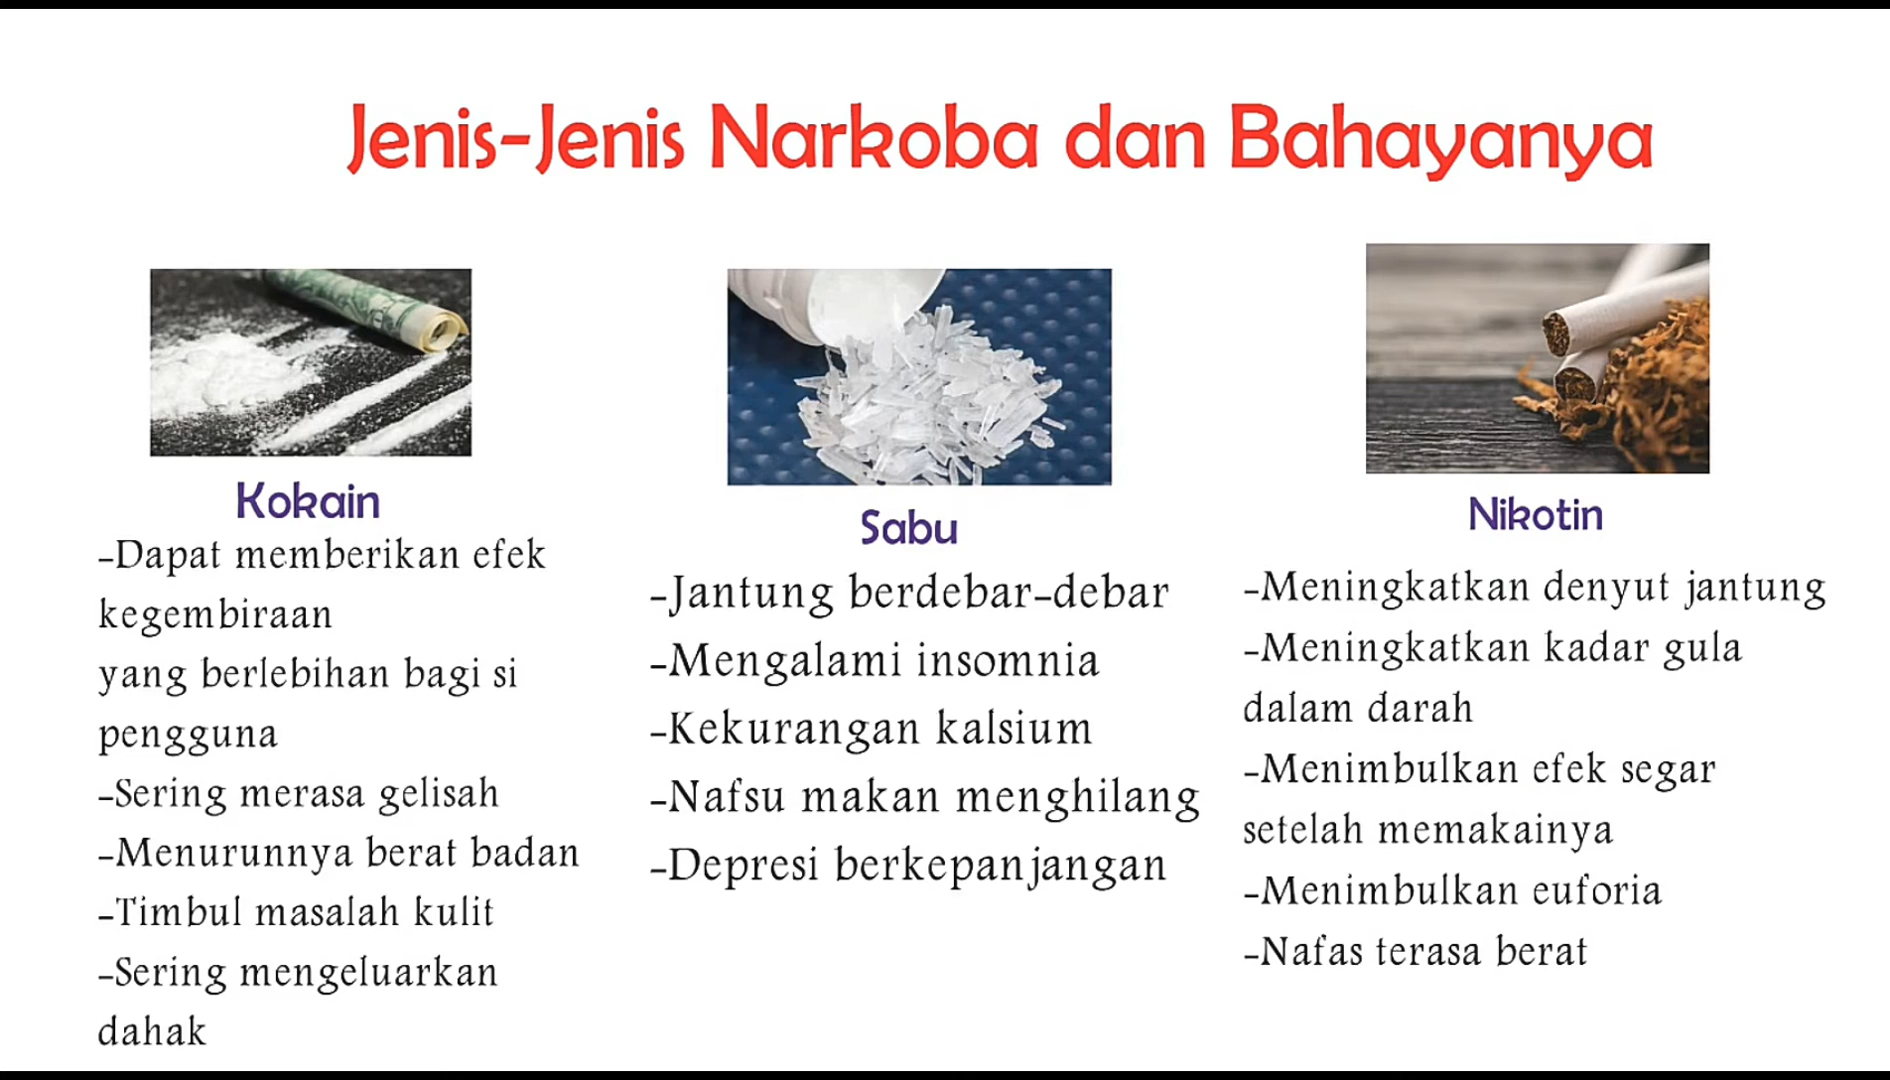 Jenis-Jenis Narkoba dan Bahayanya
Kokain
-Dapat memberikan efek
kegembiraan
yang berlebihan bagi si
pengguna
-Sering merasa gelisah
-Menurunnya berat badan
-Timbul masalah kulit
-Sering mengeluarkan
dahak
Sabu
-Jantung berdebar-debar
-Mengalami insomnia
-Kekurangan kalsium
-Nafsu makan menghilang
-Depresi berkepanjangan
Nikotin
-Meningkatkan denyut jantung
-Meningkatkan kadar gula
dalam darah
-Menimbulkan efek segar
setelah memakainya
-Menimbulkan euforia
-Nafas terasa berat